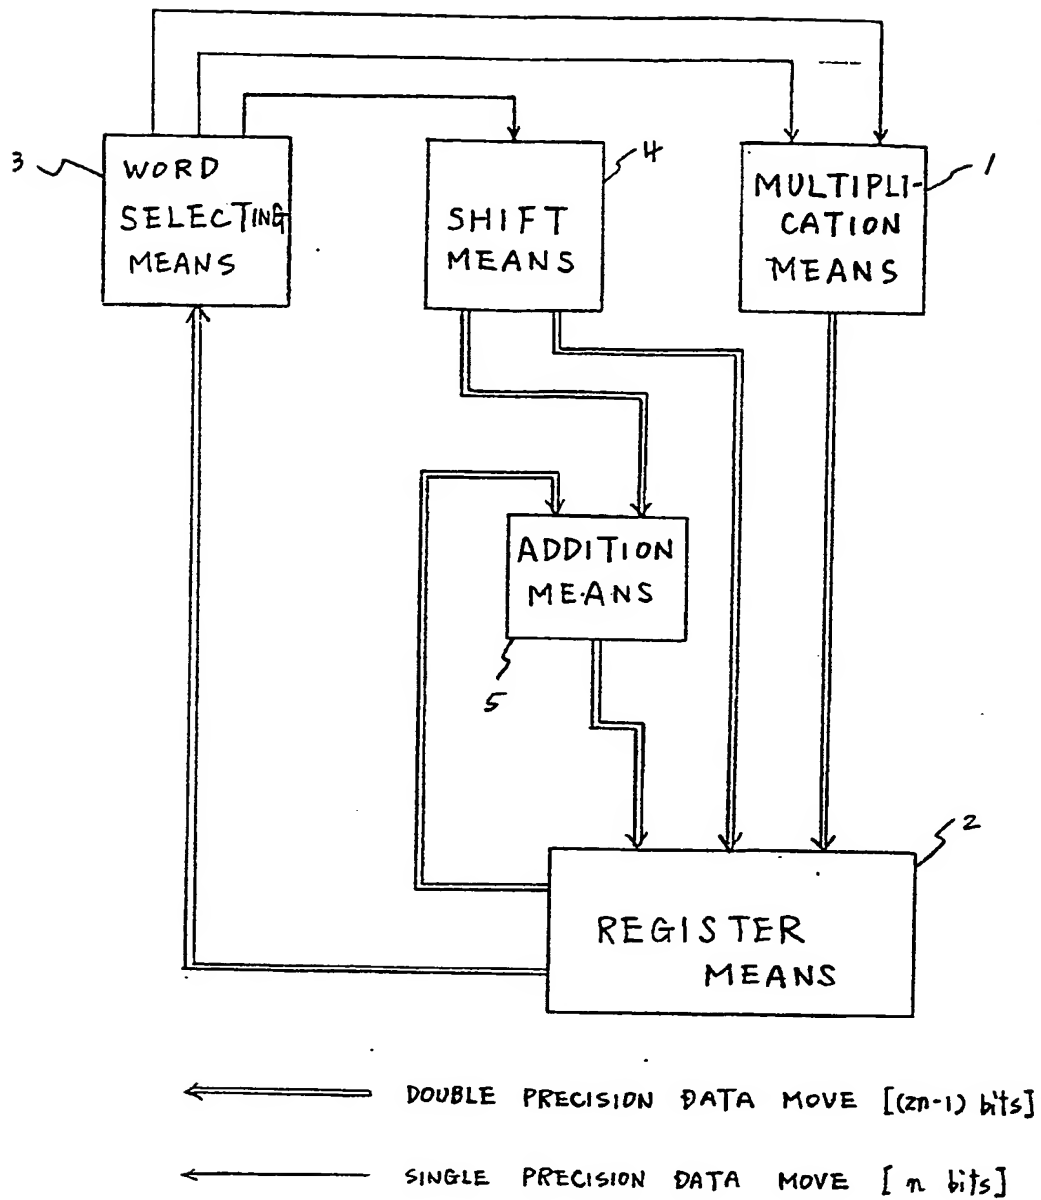 3
WORD
SELECTING
MEANS
4
SHIFT
MEANS
1
MULTIPLI-
CATION
MEANS
ADDITION
MEANS
5
2
REGISTER
MEANS
DOUBLE PRECISION DATA MOVE [(2n-1) bits]
SINGLE PRECISION DATA MOVE [n bits]